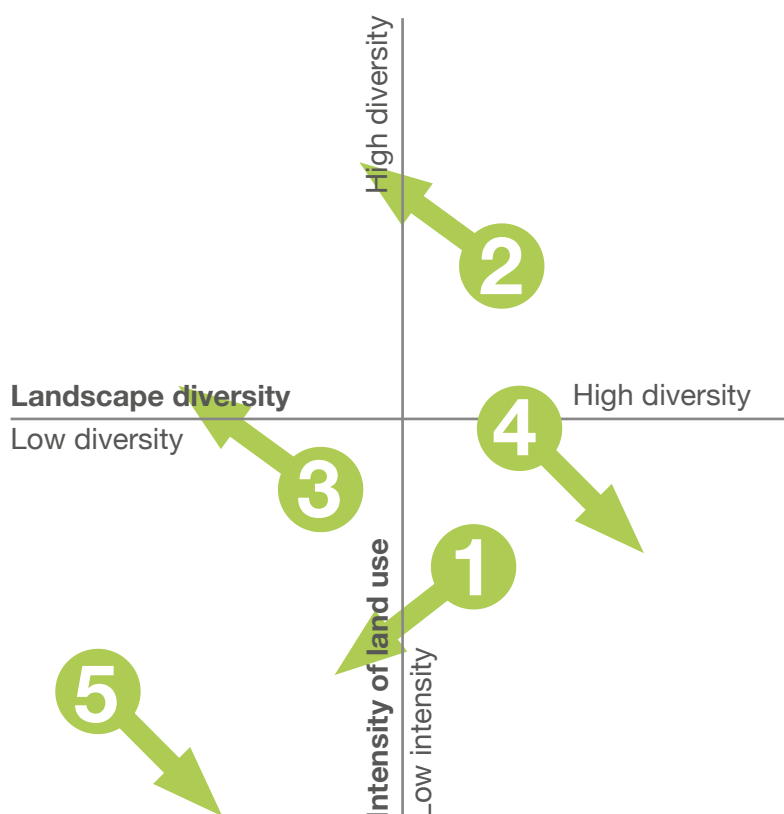 High diversity
2
Landscape diversity
High diversity
Low diversity
4
3
1
Intensity of land use
Low intensity
5